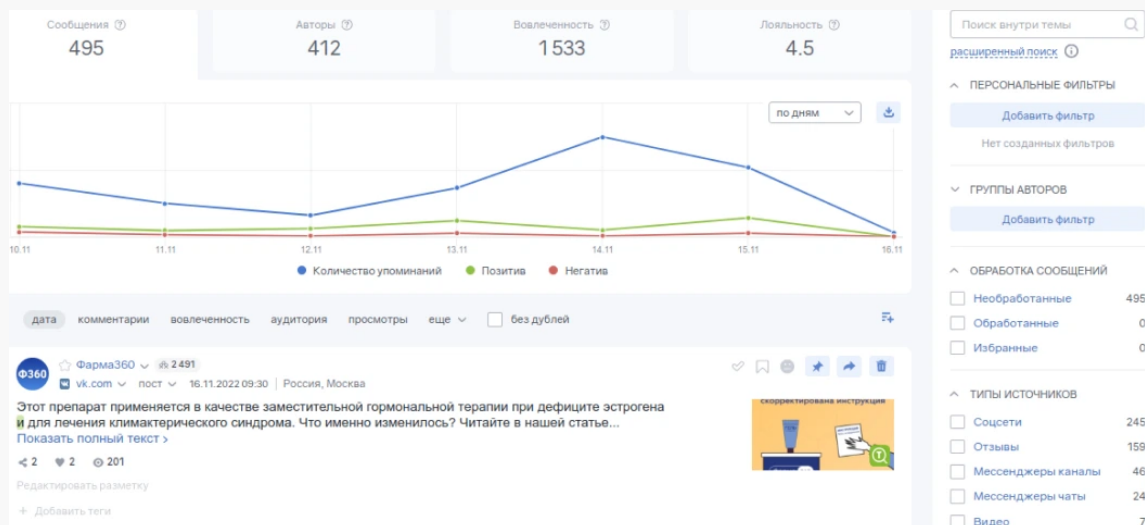 Сообщения ?
495
Авторы ?
412
Вовлеченность ?
1 533
Лояльность ?
4.5
по дням
10.11 11.11 12.11 13.11 14.11 15.11 16.11
Количество упоминаний Позитив Негатив
дата комментарии вовлеченность аудитория просмотры еще без дублей
Ф360
Фарма360 2 491
vk.com пост 16.11.2022 09:30 Россия, Москва
Этот препарат применяется в качестве заместительной гормональной терапии при дефиците эстрогена
и для лечения климактерического синдрома. Что именно изменилось? Читайте в нашей статье...
Показать полный текст >
2 2 201
Редактировать разметку
+ Добавить теги
скорректирована инструкция
Поиск внутри темы
расширенный поиск i
ПЕРСОНАЛЬНЫЕ ФИЛЬТРЫ
Добавить фильтр
Нет созданных фильтров
ГРУППЫ АВТОРОВ
Добавить фильтр
ОБРАБОТКА СООБЩЕНИЙ
Необработанные 495
Обработанные 0
Избранные 0
ТИПЫ ИСТОЧНИКОВ
Соцсети 245
Отзывы 159
Мессенджеры каналы 46
Мессенджеры чаты 24
Видео 7